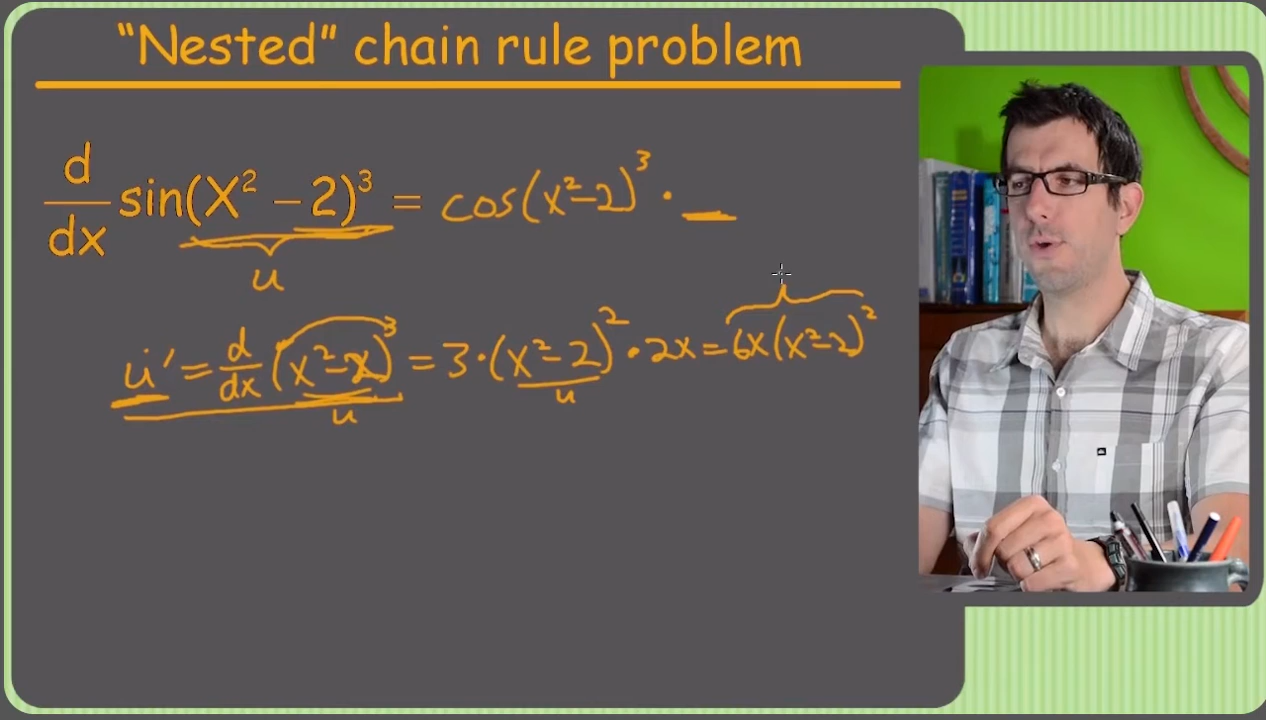 "Nested" chain rule problem
d/dx sin(x² − 2)³ = cos(x²−2)³ · __
u
u' = d/dx (x²−2)³ = 3·(x²−2)²·2x = 6x(x²−2)²
u u